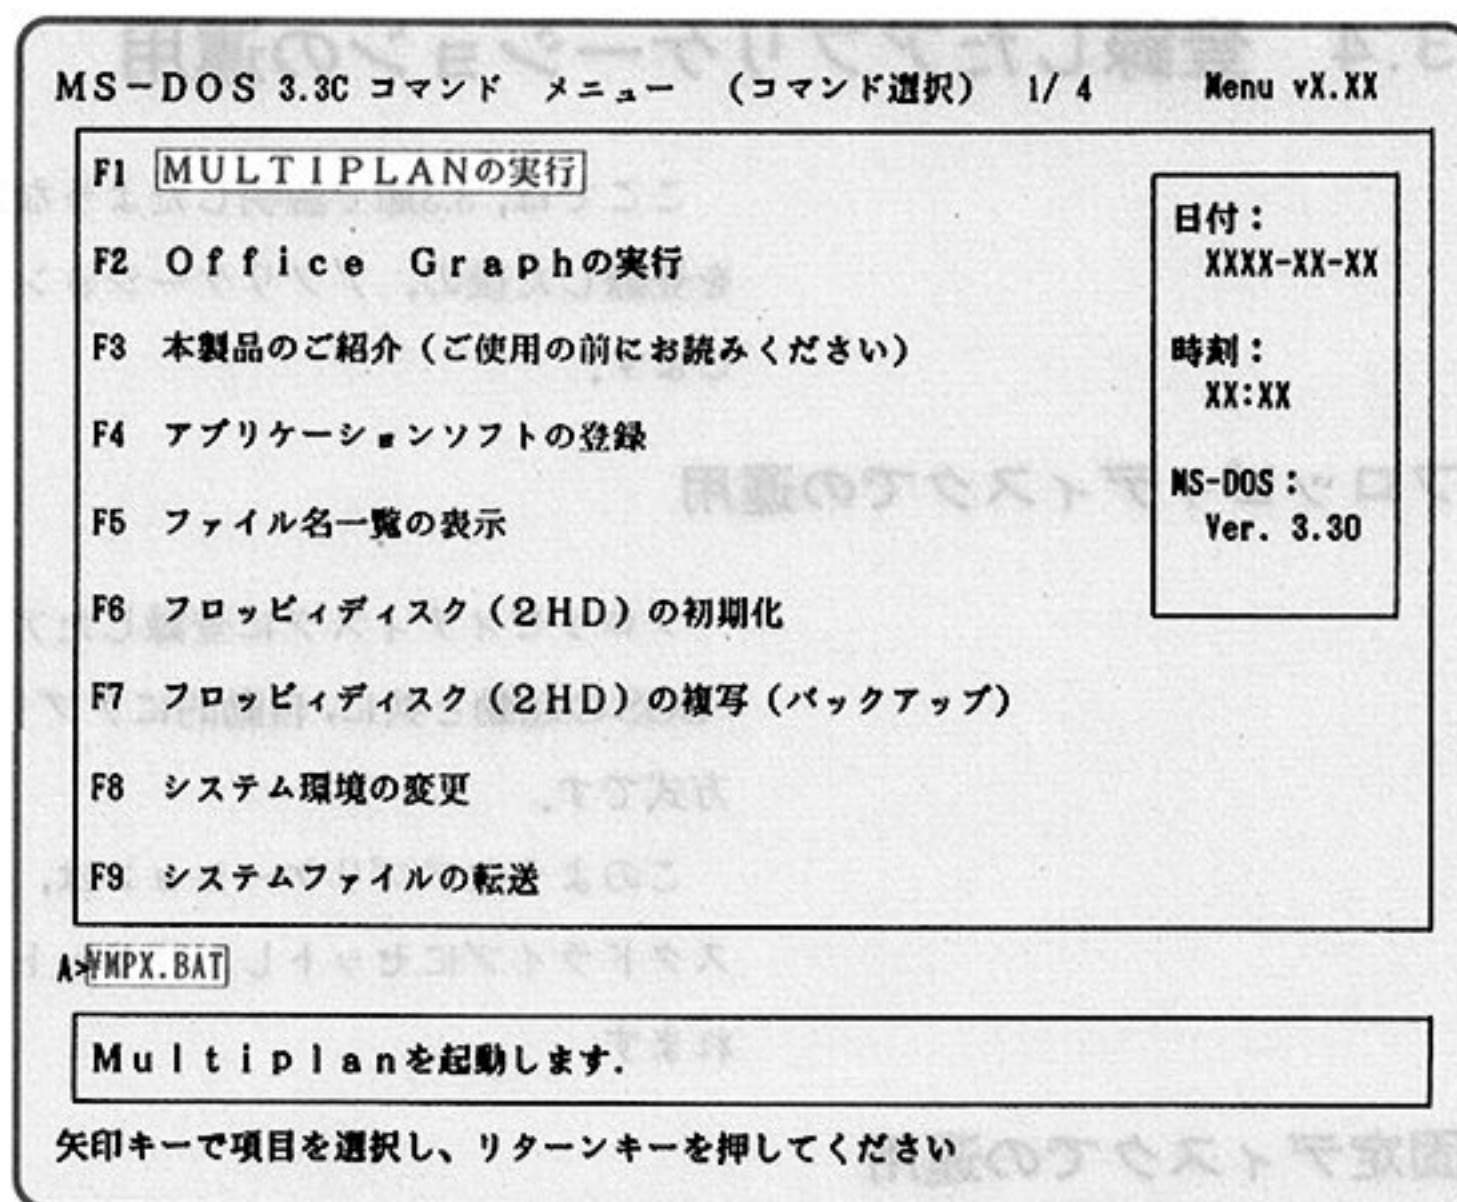 MS-DOS 3.3C コマンド メニュー (コマンド選択) 1/ 4 Menu vX.XX
F1 MULTIPLANの実行
F2 Office Graphの実行
F3 本製品のご紹介(ご使用の前にお読みください)
F4 アプリケーションソフトの登録
F5 ファイル名一覧の表示
F6 フロッピィディスク(2HD)の初期化
F7 フロッピィディスク(2HD)の複写(バックアップ)
F8 システム環境の変更
F9 システムファイルの転送
日付:
XXXX-XX-XX
時刻:
XX:XX
MS-DOS:
Ver. 3.30
A>¥MPX.BAT
Multiplanを起動します.
矢印キーで項目を選択し、リターンキーを押してください